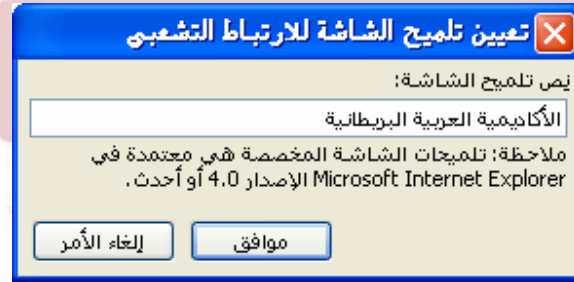 تعيين تلميح الشاشة للارتباط التشعبي
نص تلميح الشاشة:
الأكاديمية العربية البريطانية
ملاحظة: تلميحات الشاشة المخصصة هي معتمدة في
Microsoft Internet Explorer الإصدار 4.0 أو أحدث.
موافق
إلغاء الأمر